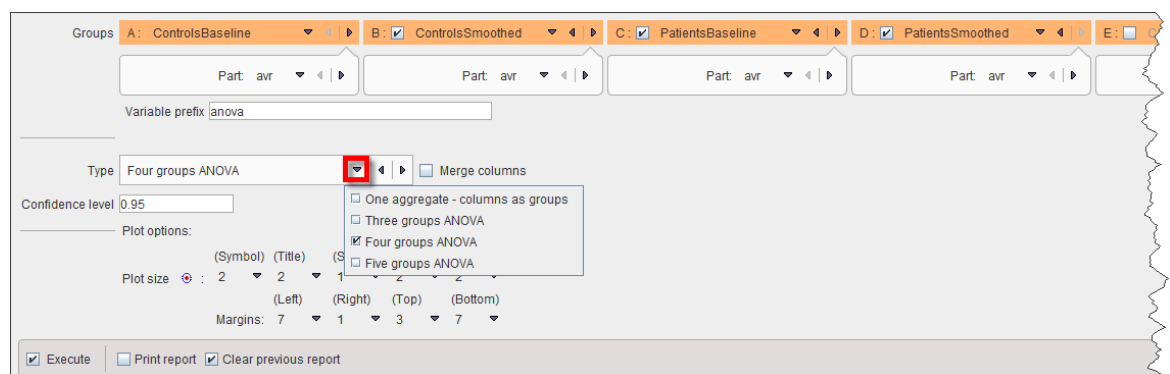 Groups A: ControlsBaseline B: ControlsSmoothed C: PatientsBaseline D: PatientsSmoothed E:
Part: avr Part: avr Part: avr Part: avr
Variable prefix anova
Type Four groups ANOVA Merge columns
One aggregate - columns as groups
Confidence level 0.95
Three groups ANOVA
Plot options:
Four groups ANOVA
(Symbol) (Title) (S
Five groups ANOVA
Plot size : 2 2 1 2 2
(Left) (Right) (Top) (Bottom)
Margins: 7 1 3 7
Execute Print report Clear previous report